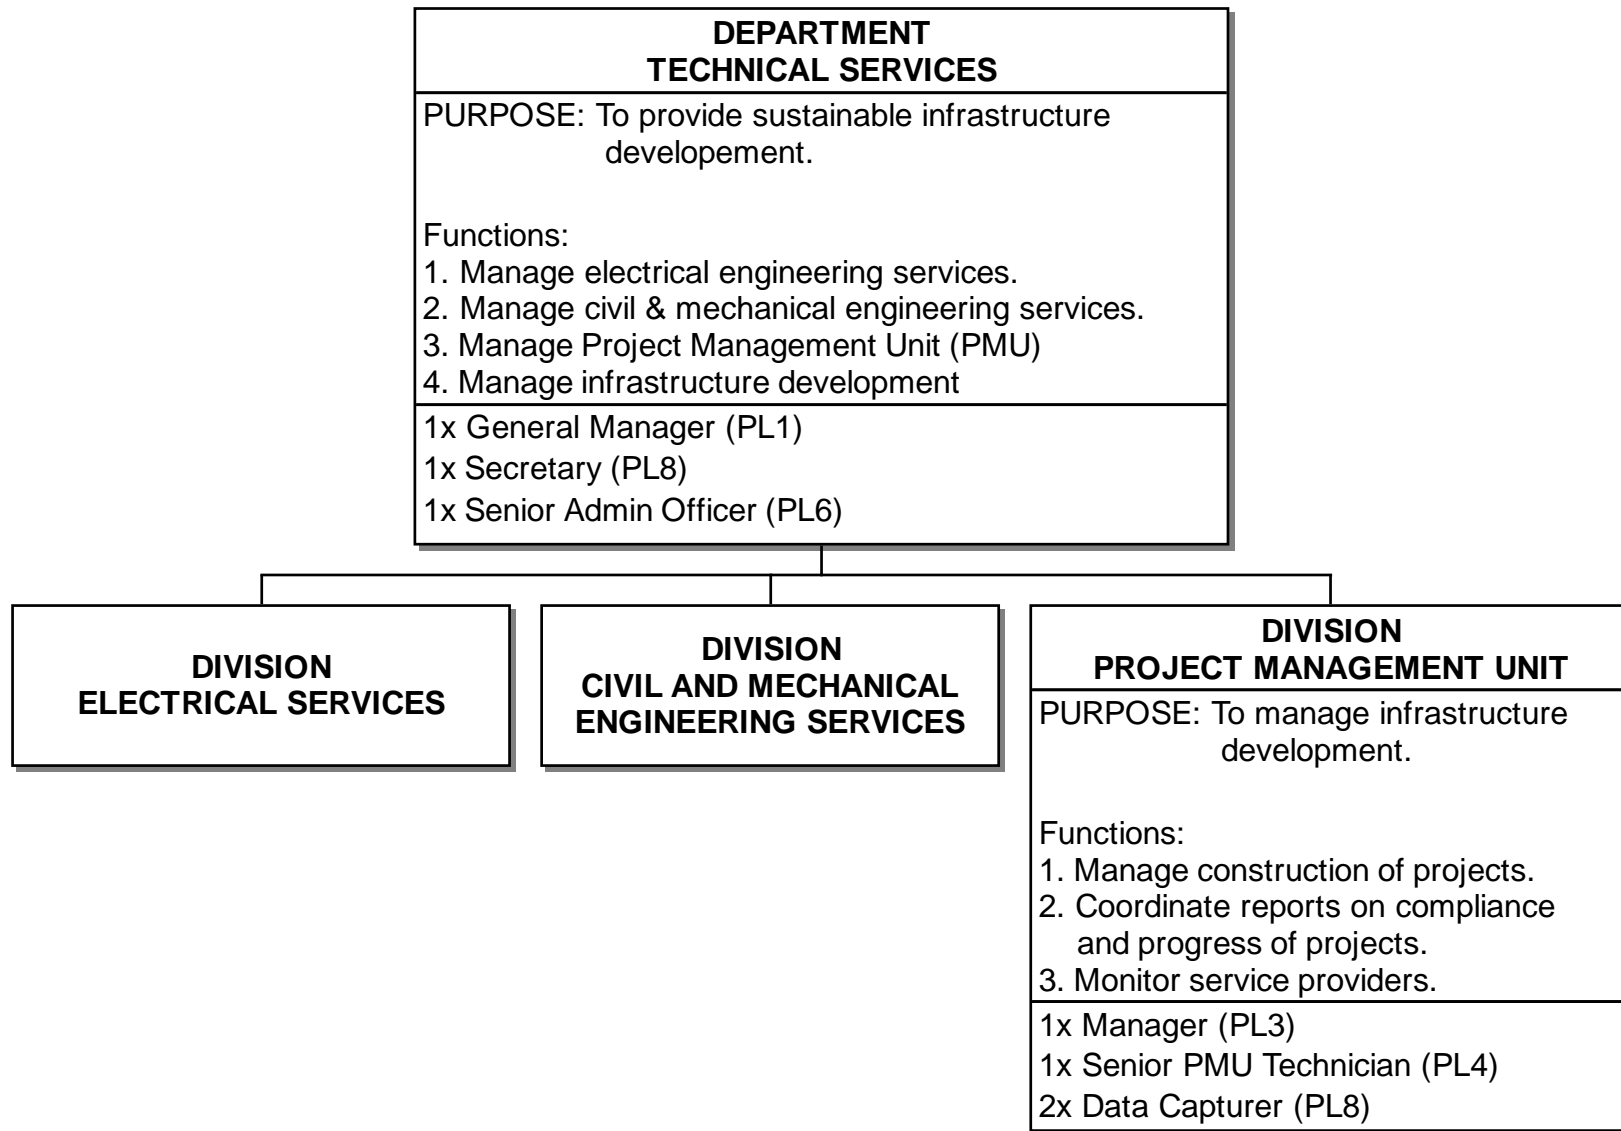 DEPARTMENT
TECHNICAL SERVICES
PURPOSE: To provide sustainable infrastructure
developement.
Functions:
1. Manage electrical engineering services.
2. Manage civil & mechanical engineering services.
3. Manage Project Management Unit (PMU)
4. Manage infrastructure development
1x General Manager (PL1)
1x Secretary (PL8)
1x Senior Admin Officer (PL6)
DIVISION
ELECTRICAL SERVICES
DIVISION
CIVIL AND MECHANICAL
ENGINEERING SERVICES
DIVISION
PROJECT MANAGEMENT UNIT
PURPOSE: To manage infrastructure
development.
Functions:
1. Manage construction of projects.
2. Coordinate reports on compliance
and progress of projects.
3. Monitor service providers.
1x Manager (PL3)
1x Senior PMU Technician (PL4)
2x Data Capturer (PL8)